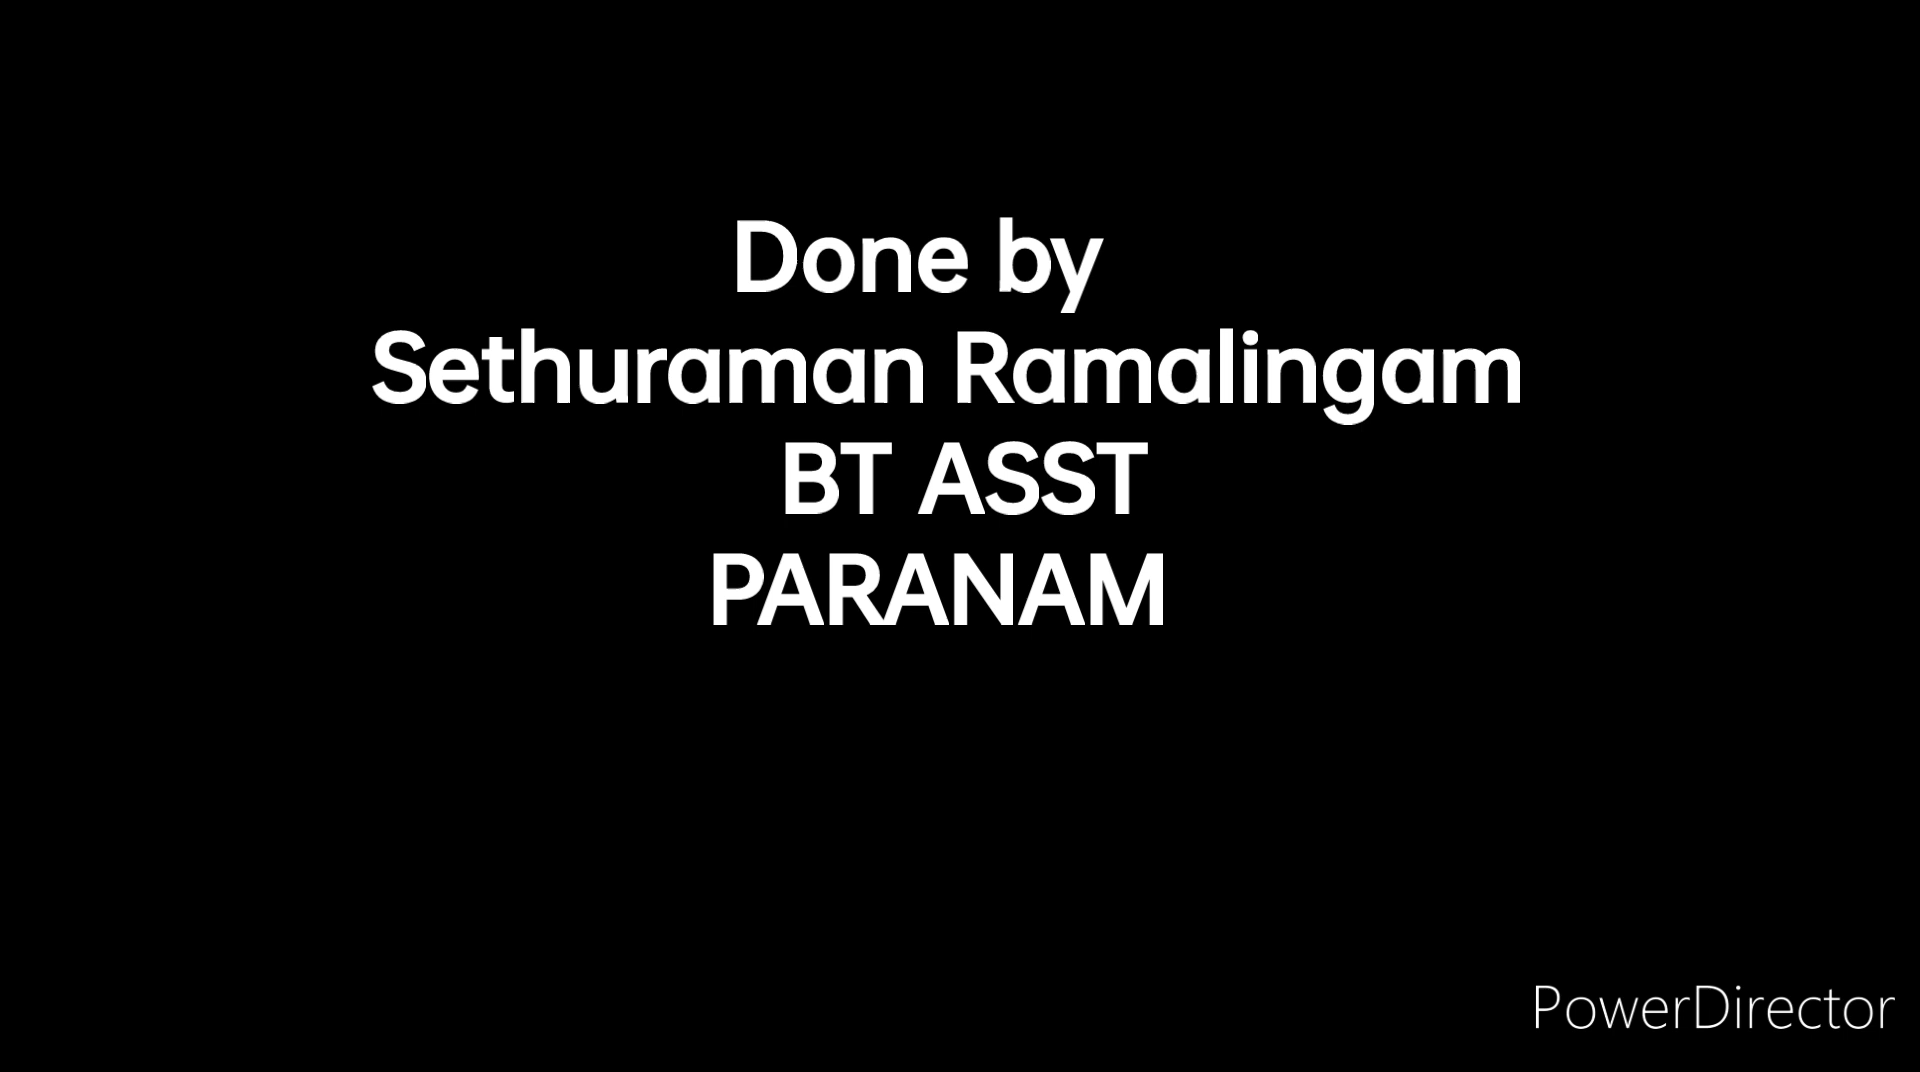 Done by
Sethuraman Ramalingam
BT ASST
PARANAM
PowerDirector